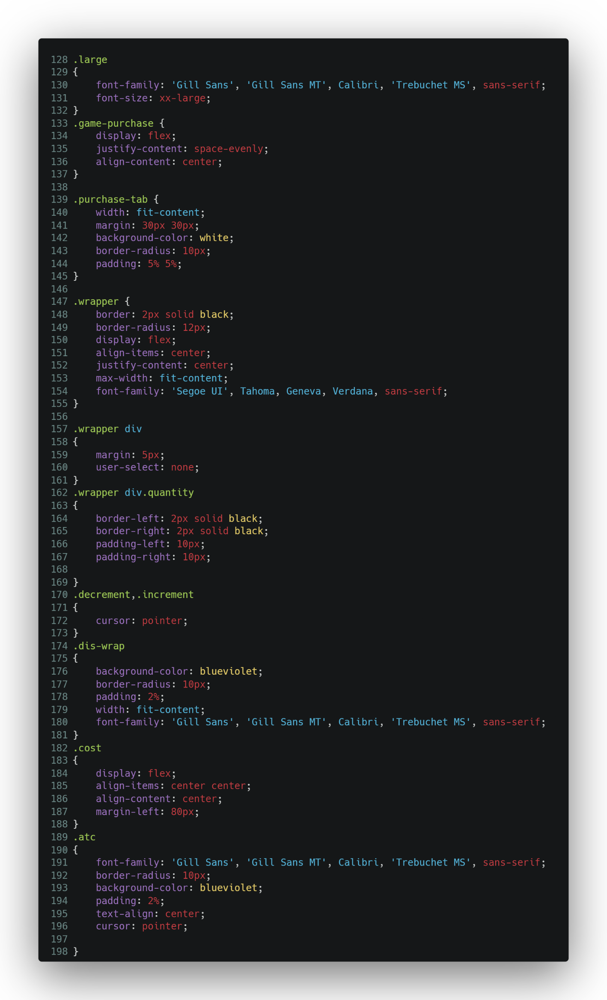 128 .large
129 {
130     font-family: 'Gill Sans', 'Gill Sans MT', Calibri, 'Trebuchet MS', sans-serif;
131     font-size: xx-large;
132 }
133 .game-purchase {
134     display: flex;
135     justify-content: space-evenly;
136     align-content: center;
137 }
138
139 .purchase-tab {
140     width: fit-content;
141     margin: 30px 30px;
142     background-color: white;
143     border-radius: 10px;
144     padding: 5% 5%;
145 }
146
147 .wrapper {
148     border: 2px solid black;
149     border-radius: 12px;
150     display: flex;
151     align-items: center;
152     justify-content: center;
153     max-width: fit-content;
154     font-family: 'Segoe UI', Tahoma, Geneva, Verdana, sans-serif;
155 }
156
157 .wrapper div
158 {
159     margin: 5px;
160     user-select: none;
161 }
162 .wrapper div.quantity
163 {
164     border-left: 2px solid black;
165     border-right: 2px solid black;
166     padding-left: 10px;
167     padding-right: 10px;
168
169 }
170 .decrement,.increment
171 {
172     cursor: pointer;
173 }
174 .dis-wrap
175 {
176     background-color: blueviolet;
177     border-radius: 10px;
178     padding: 2%;
179     width: fit-content;
180     font-family: 'Gill Sans', 'Gill Sans MT', Calibri, 'Trebuchet MS', sans-serif;
181 }
182 .cost
183 {
184     display: flex;
185     align-items: center center;
186     align-content: center;
187     margin-left: 80px;
188 }
189 .atc
190 {
191     font-family: 'Gill Sans', 'Gill Sans MT', Calibri, 'Trebuchet MS', sans-serif;
192     border-radius: 10px;
193     background-color: blueviolet;
194     padding: 2%;
195     text-align: center;
196     cursor: pointer;
197
198 }